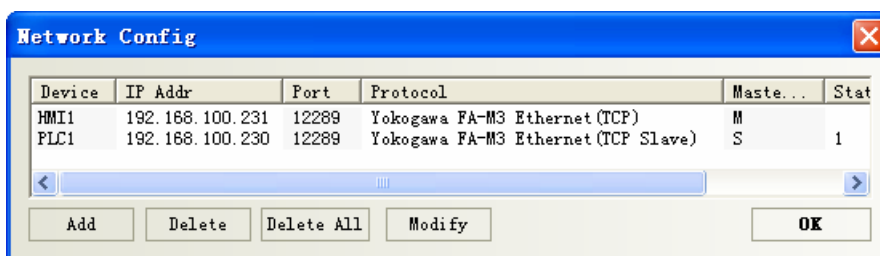 Network Config
Device IP Addr Port Protocol Maste... Stat
HMI1 192.168.100.231 12289 Yokogawa FA-M3 Ethernet(TCP) M
PLC1 192.168.100.230 12289 Yokogawa FA-M3 Ethernet(TCP Slave) S 1
Add Delete Delete All Modify OK